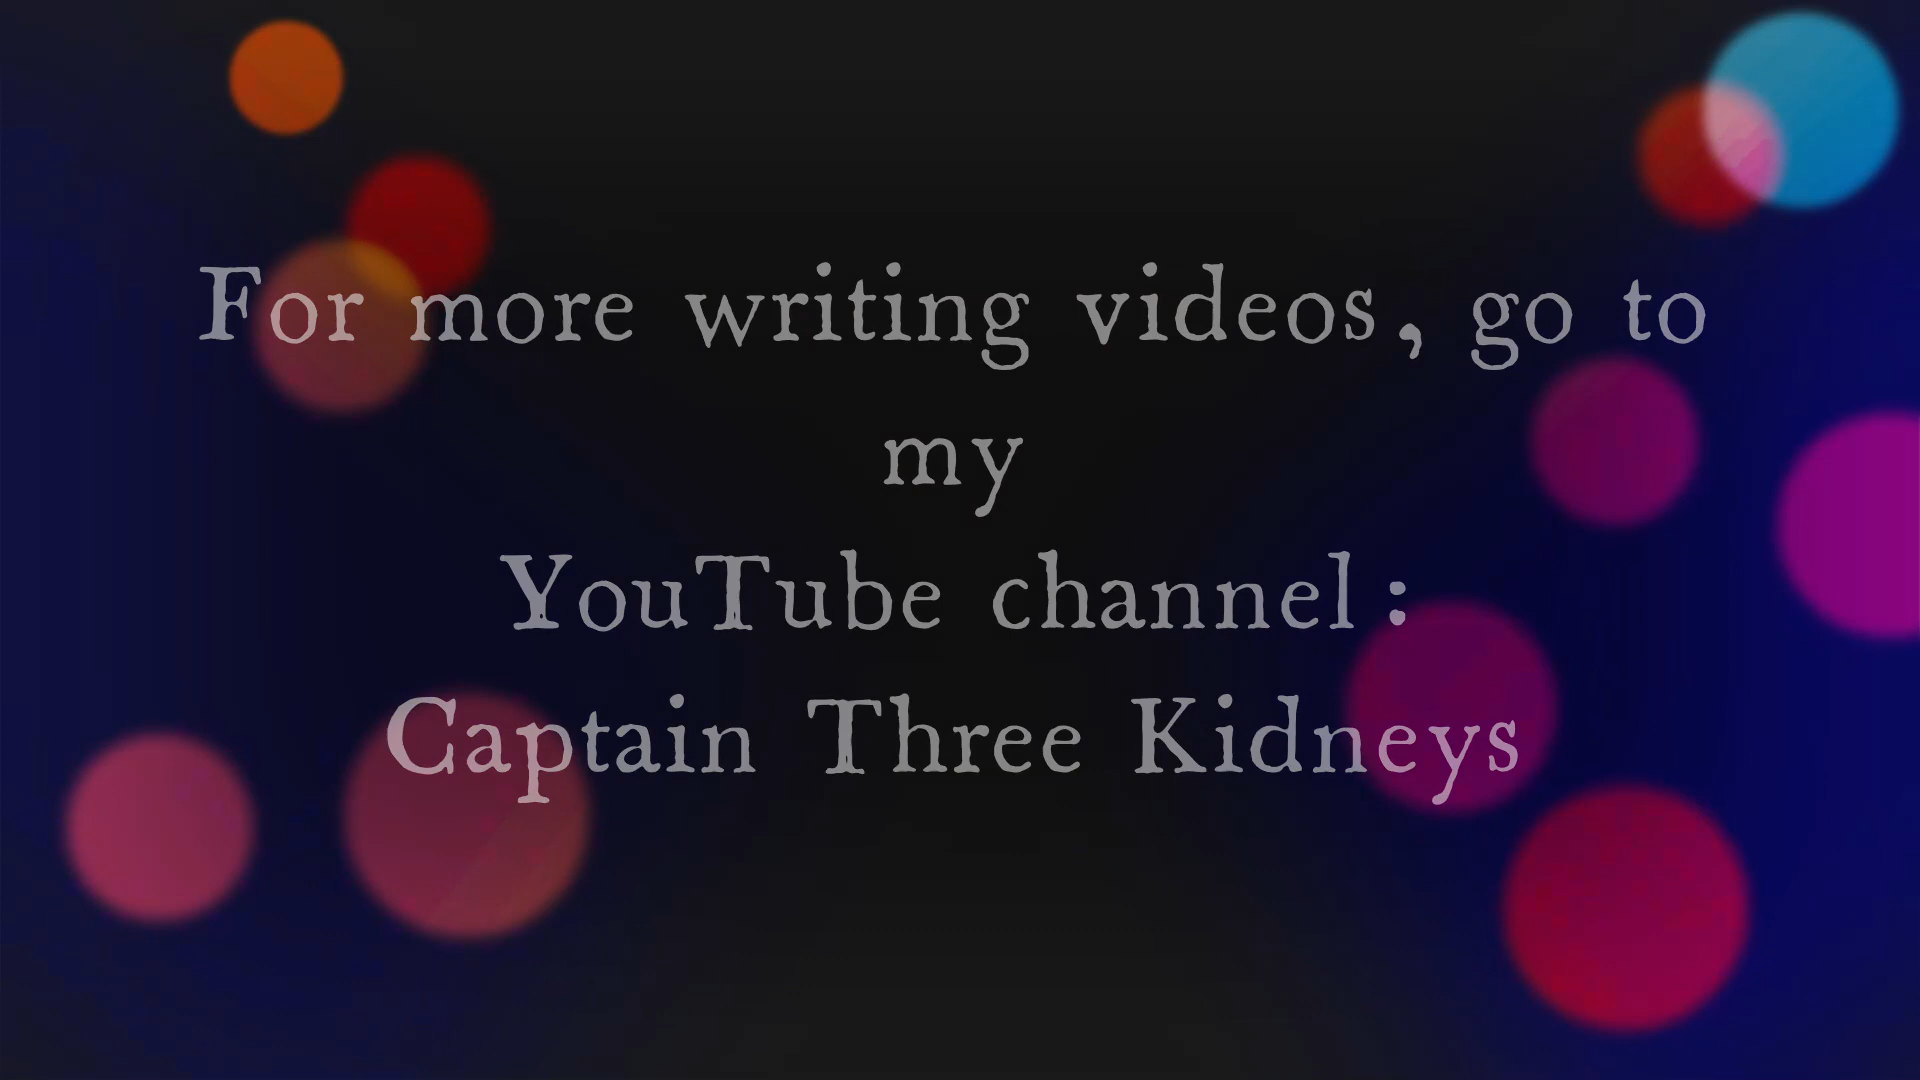 For more writing videos, go to
my
YouTube channel:
Captain Three Kidneys